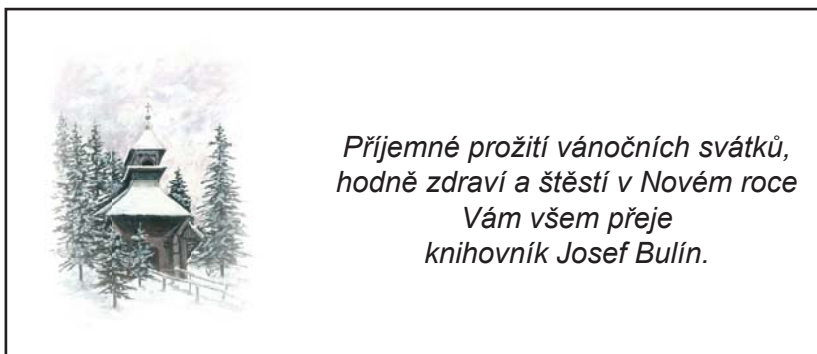 Příjemné prožití vánočních svátků,
hodně zdraví a štěstí v Novém roce
Vám všem přeje
knihovník Josef Bulín.